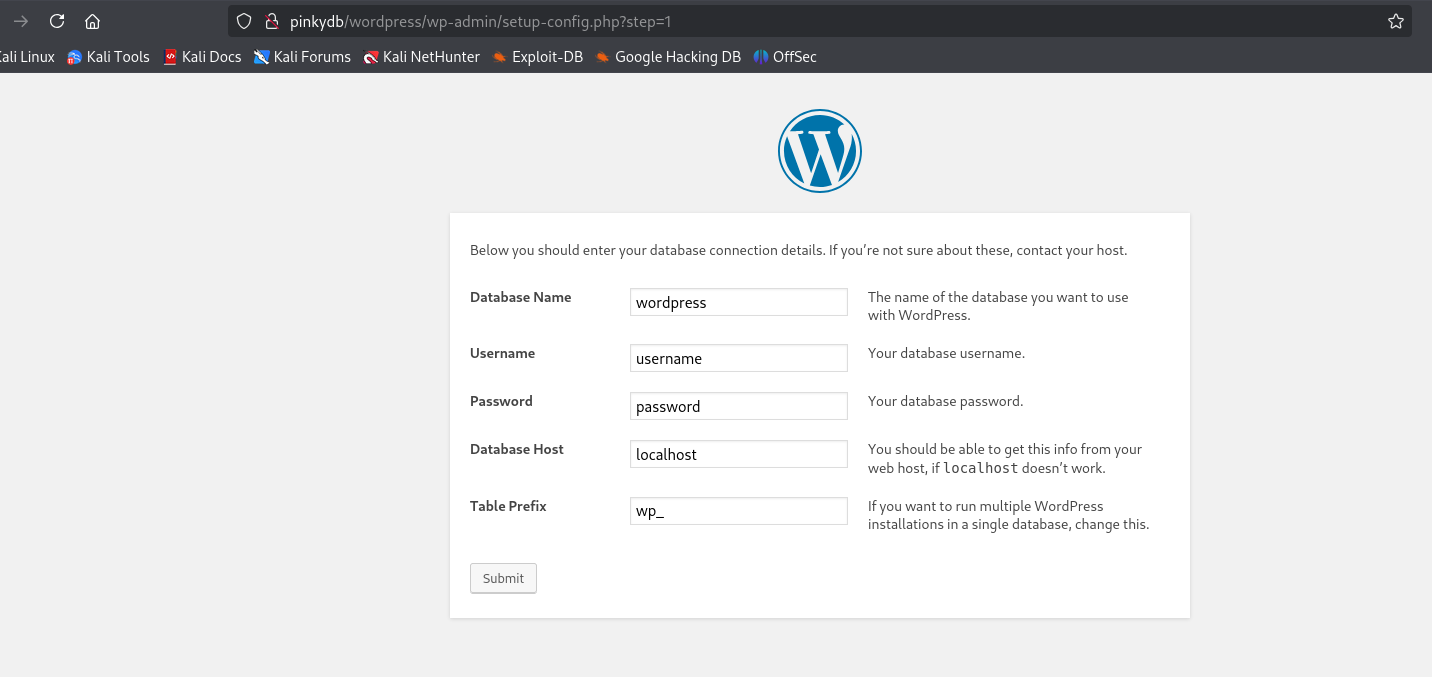 pinkydb/wordpress/wp-admin/setup-config.php?step=1
Kali Linux Kali Tools Kali Docs Kali Forums Kali NetHunter Exploit-DB Google Hacking DB OffSec
Below you should enter your database connection details. If you’re not sure about these, contact your host.
Database Name wordpress The name of the database you want to use
with WordPress.
Username username Your database username.
Password password Your database password.
Database Host localhost You should be able to get this info from your
web host, if localhost doesn’t work.
Table Prefix wp_ If you want to run multiple WordPress
installations in a single database, change this.
Submit